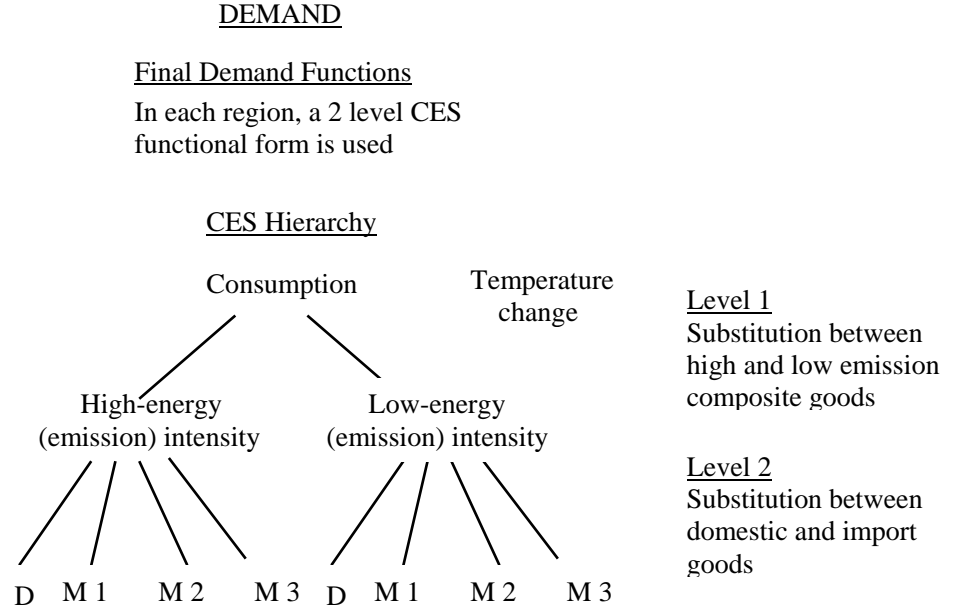 DEMAND
Final Demand Functions
In each region, a 2 level CES
functional form is used
CES Hierarchy
Consumption
Temperature
change
Level 1
Substitution between
high and low emission
composite goods
High-energy
(emission) intensity
Low-energy
(emission) intensity
Level 2
Substitution between
domestic and import
goods
D M 1 M 2 M 3 D M 1 M 2 M 3